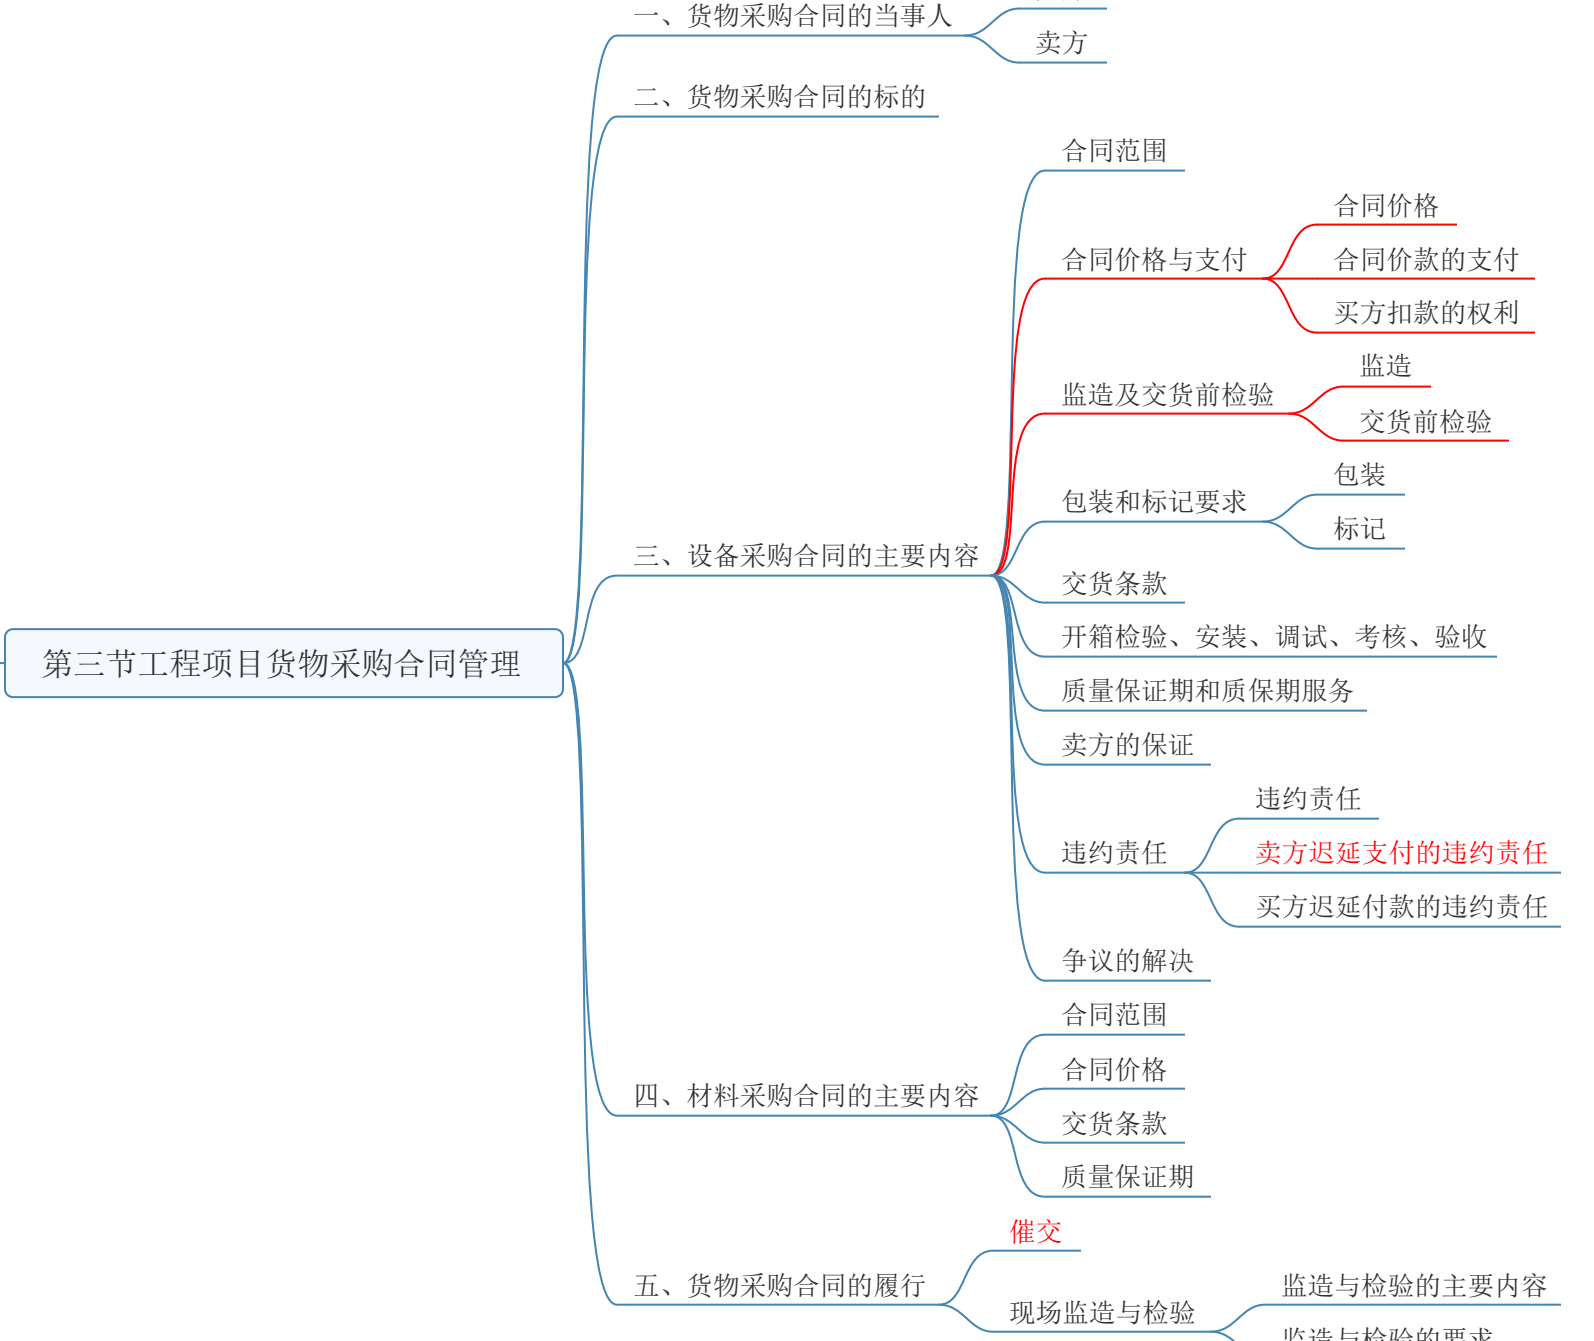 第三节工程项目货物采购合同管理
一、货物采购合同的当事人
卖方
二、货物采购合同的标的
三、设备采购合同的主要内容
合同范围
合同价格与支付
合同价格
合同价款的支付
买方扣款的权利
监造及交货前检验
监造
交货前检验
包装和标记要求
包装
标记
交货条款
开箱检验、安装、调试、考核、验收
质量保证期和质保期服务
卖方的保证
违约责任
违约责任
卖方迟延支付的违约责任
买方迟延付款的违约责任
争议的解决
四、材料采购合同的主要内容
合同范围
合同价格
交货条款
质量保证期
五、货物采购合同的履行
催交
现场监造与检验
监造与检验的主要内容
监造与检验的要求